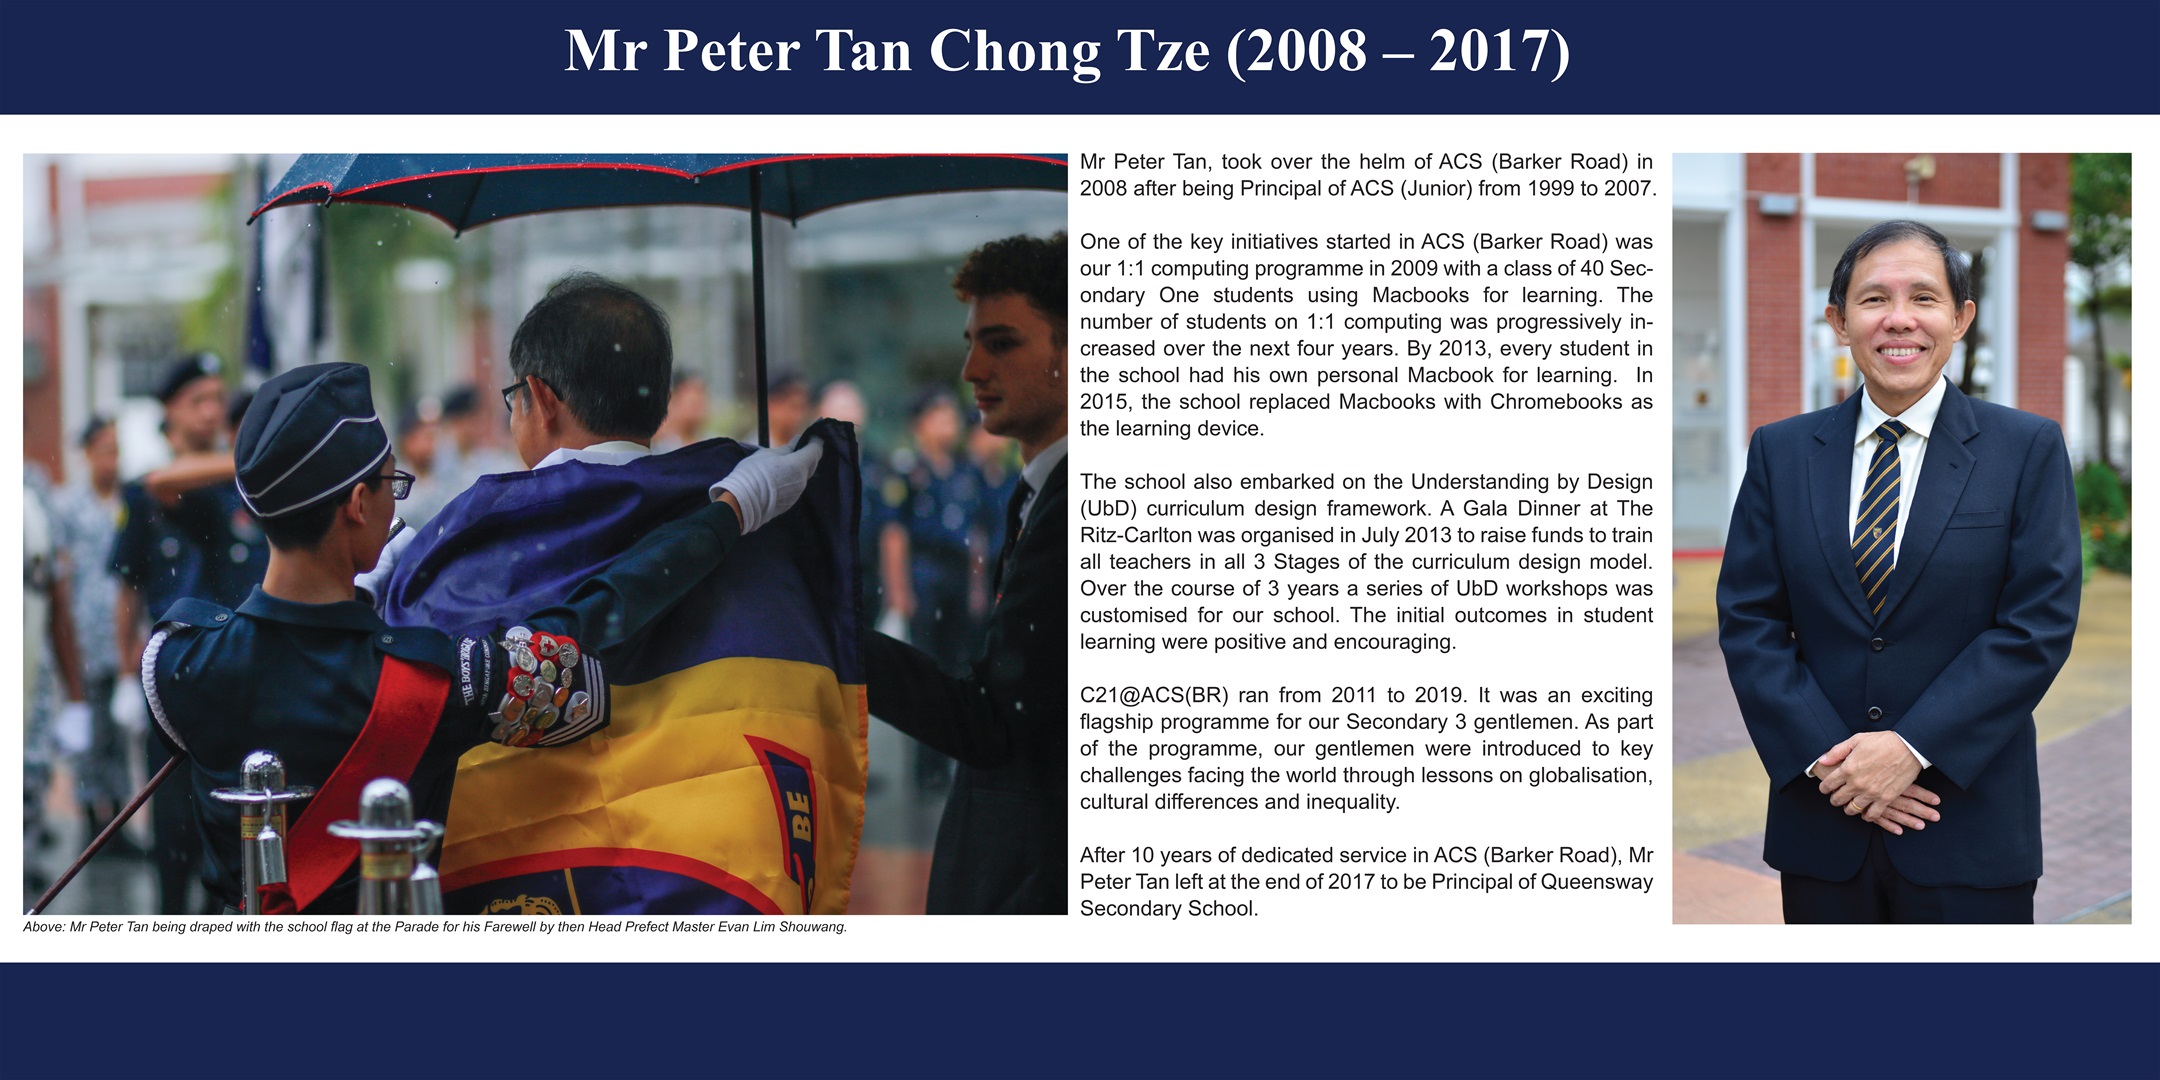 Mr Peter Tan Chong Tze (2008 – 2017)
Mr Peter Tan, took over the helm of ACS (Barker Road) in
2008 after being Principal of ACS (Junior) from 1999 to 2007.
One of the key initiatives started in ACS (Barker Road) was
our 1:1 computing programme in 2009 with a class of 40 Sec-
ondary One students using Macbooks for learning. The
number of students on 1:1 computing was progressively in-
creased over the next four years. By 2013, every student in
the school had his own personal Macbook for learning. In
2015, the school replaced Macbooks with Chromebooks as
the learning device.
The school also embarked on the Understanding by Design
(UbD) curriculum design framework. A Gala Dinner at The
Ritz-Carlton was organised in July 2013 to raise funds to train
all teachers in all 3 Stages of the curriculum design model.
Over the course of 3 years a series of UbD workshops was
customised for our school. The initial outcomes in student
learning were positive and encouraging.
C21@ACS(BR) ran from 2011 to 2019. It was an exciting
flagship programme for our Secondary 3 gentlemen. As part
of the programme, our gentlemen were introduced to key
challenges facing the world through lessons on globalisation,
cultural differences and inequality.
After 10 years of dedicated service in ACS (Barker Road), Mr
Peter Tan left at the end of 2017 to be Principal of Queensway
Secondary School.
THE BOYS'
BE
Above: Mr Peter Tan being draped with the school flag at the Parade for his Farewell by then Head Prefect Master Evan Lim Shouwang.